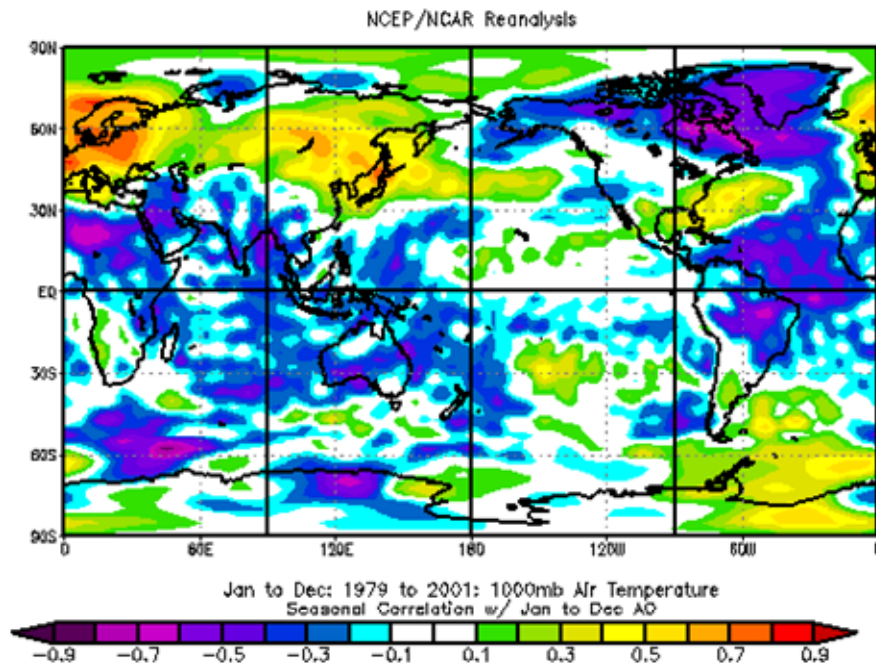 NCEP/NCAR Reanalysis
90N
60N
30N
EQ
30S
60S
90S
0 60E 120E 180 120W 60W 0
Jan to Dec: 1979 to 2001: 1000mb Air Temperature
Seasonal Correlation w/ Jan to Dec AO
-0.9 -0.7 -0.5 -0.3 -0.1 0.1 0.3 0.5 0.7 0.9